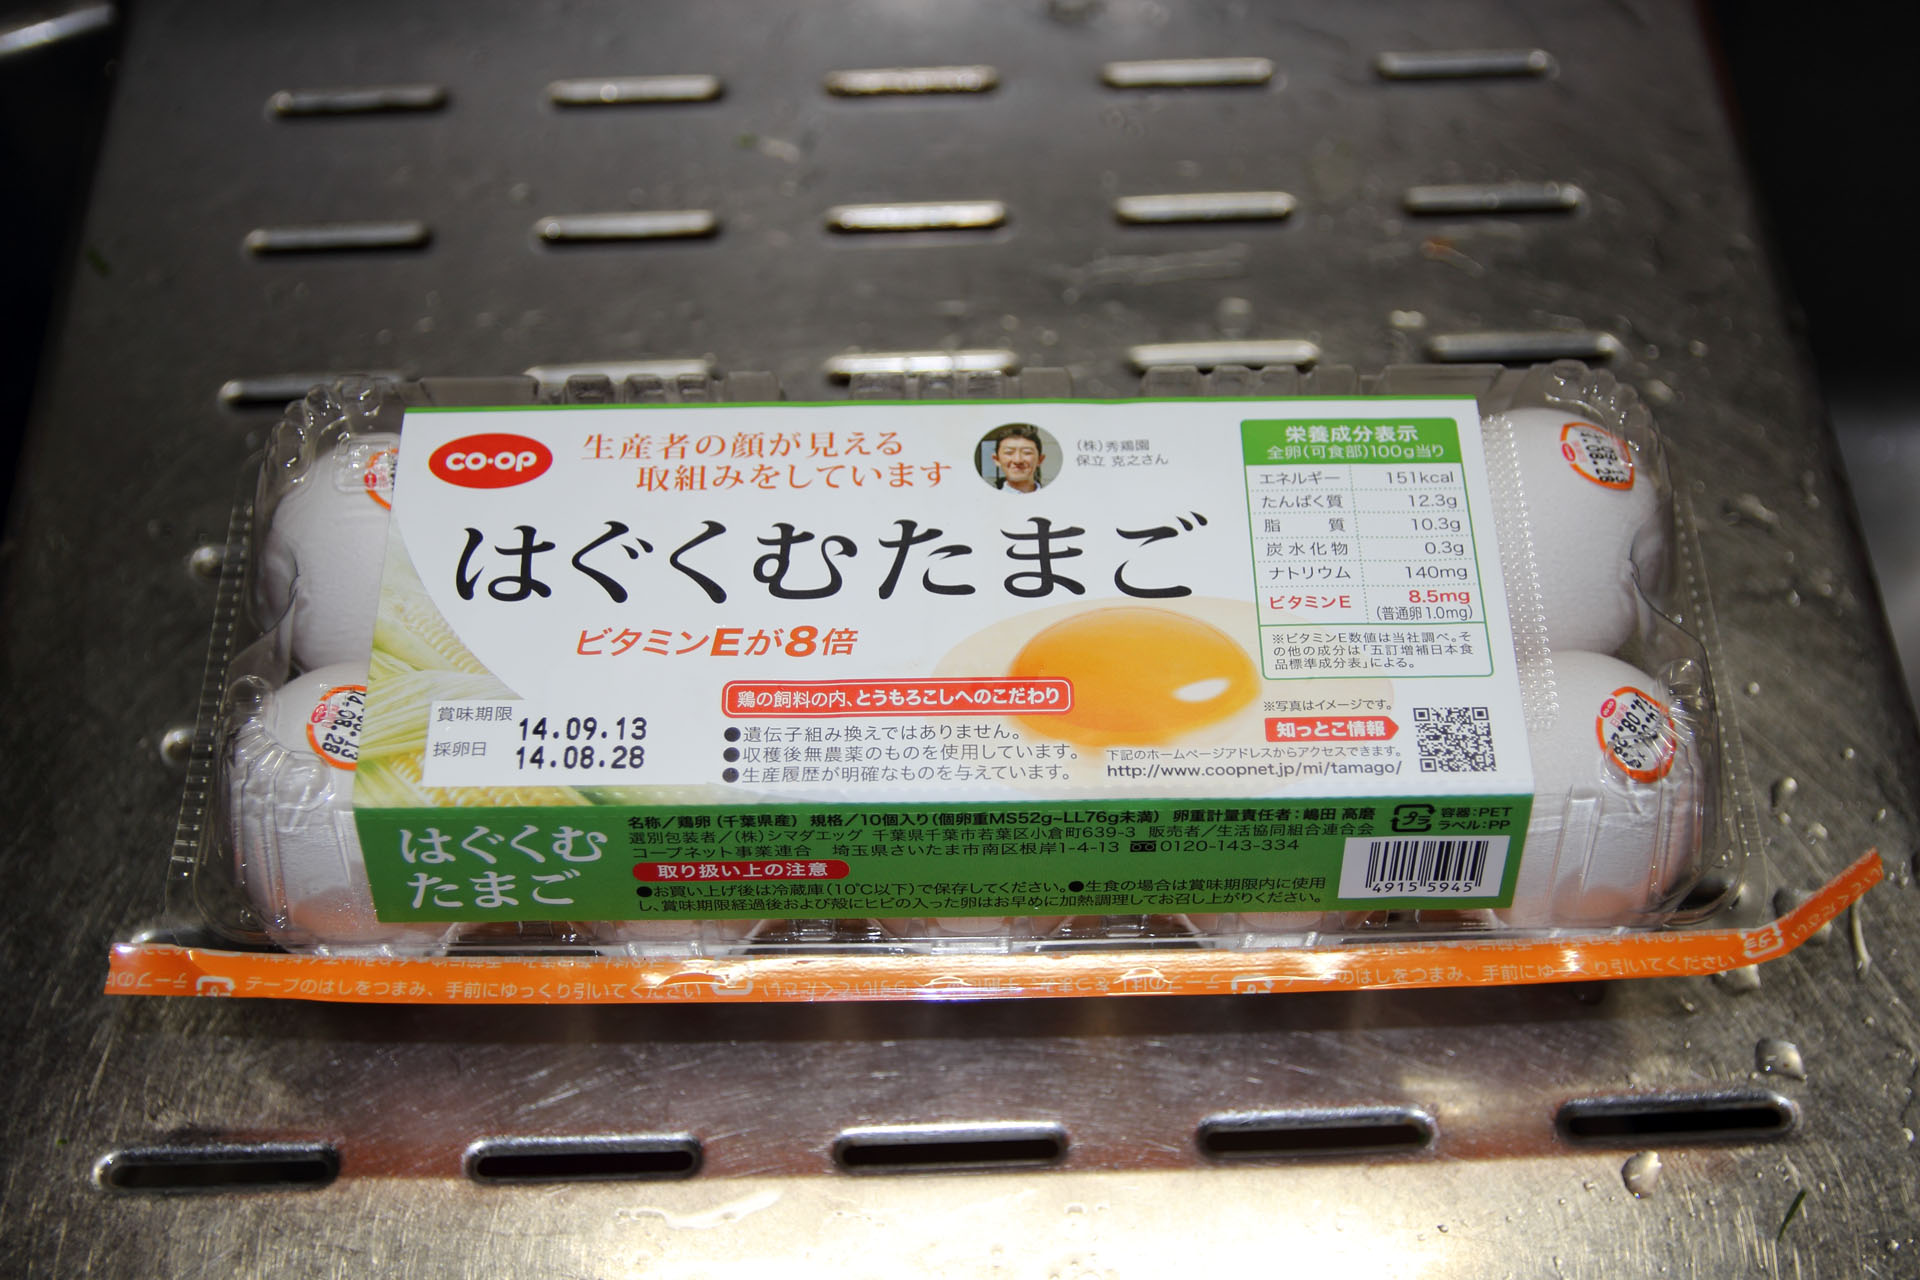 co·op
生産者の顔が見える
取組みをしています
(株)秀鶏園
保立 克之さん
はぐくむたまご
ビタミンEが8倍
栄養成分表示
全卵(可食部)100g当り
エネルギー 151kcal
たんぱく質 12.3g
脂質 10.3g
炭水化物 0.3g
ナトリウム 140mg
ビタミンE 8.5mg
(普通卵1.0mg)
※ビタミンE数値は当社調べ。そ
の他の成分は「五訂増補日本食
品標準成分表」による。
賞味期限 14.09.13
採卵日 14.08.28
鶏の飼料の内、とうもろこしへのこだわり
●遺伝子組み換えではありません。
●収穫後無農薬のものを使用しています。
●生産履歴が明確なものを与えています。
※写真はイメージです。
知っとこ情報
下記のホームページアドレスからアクセスできます。
http://www.coopnet.jp/mi/tamago/
はぐくむ
たまご
名称/鶏卵(千葉県産) 規格/10個入り(個卵重MS52g~LL76g未満) 卵重計量責任者:嶋田 高磨
選別包装者/(株)シマダエッグ 千葉県千葉市若葉区小倉町639-3 販売者/生活協同組合連合会
コープネット事業連合 埼玉県さいたま市南区根岸1-4-13 0120-143-334
取り扱い上の注意
●お買い上げ後は冷蔵庫(10℃以下)で保存してください。●生食の場合は賞味期限内に使用
し、賞味期限経過後および殻にヒビの入った卵はお早めに加熱調理してお召し上がりください。
プラ
容器:PET
ラベル:PP
4915 5945
テープのはしをつまみ、手前にゆっくり引いてください
のはしをつまみ、手前にゆっくり引いてください